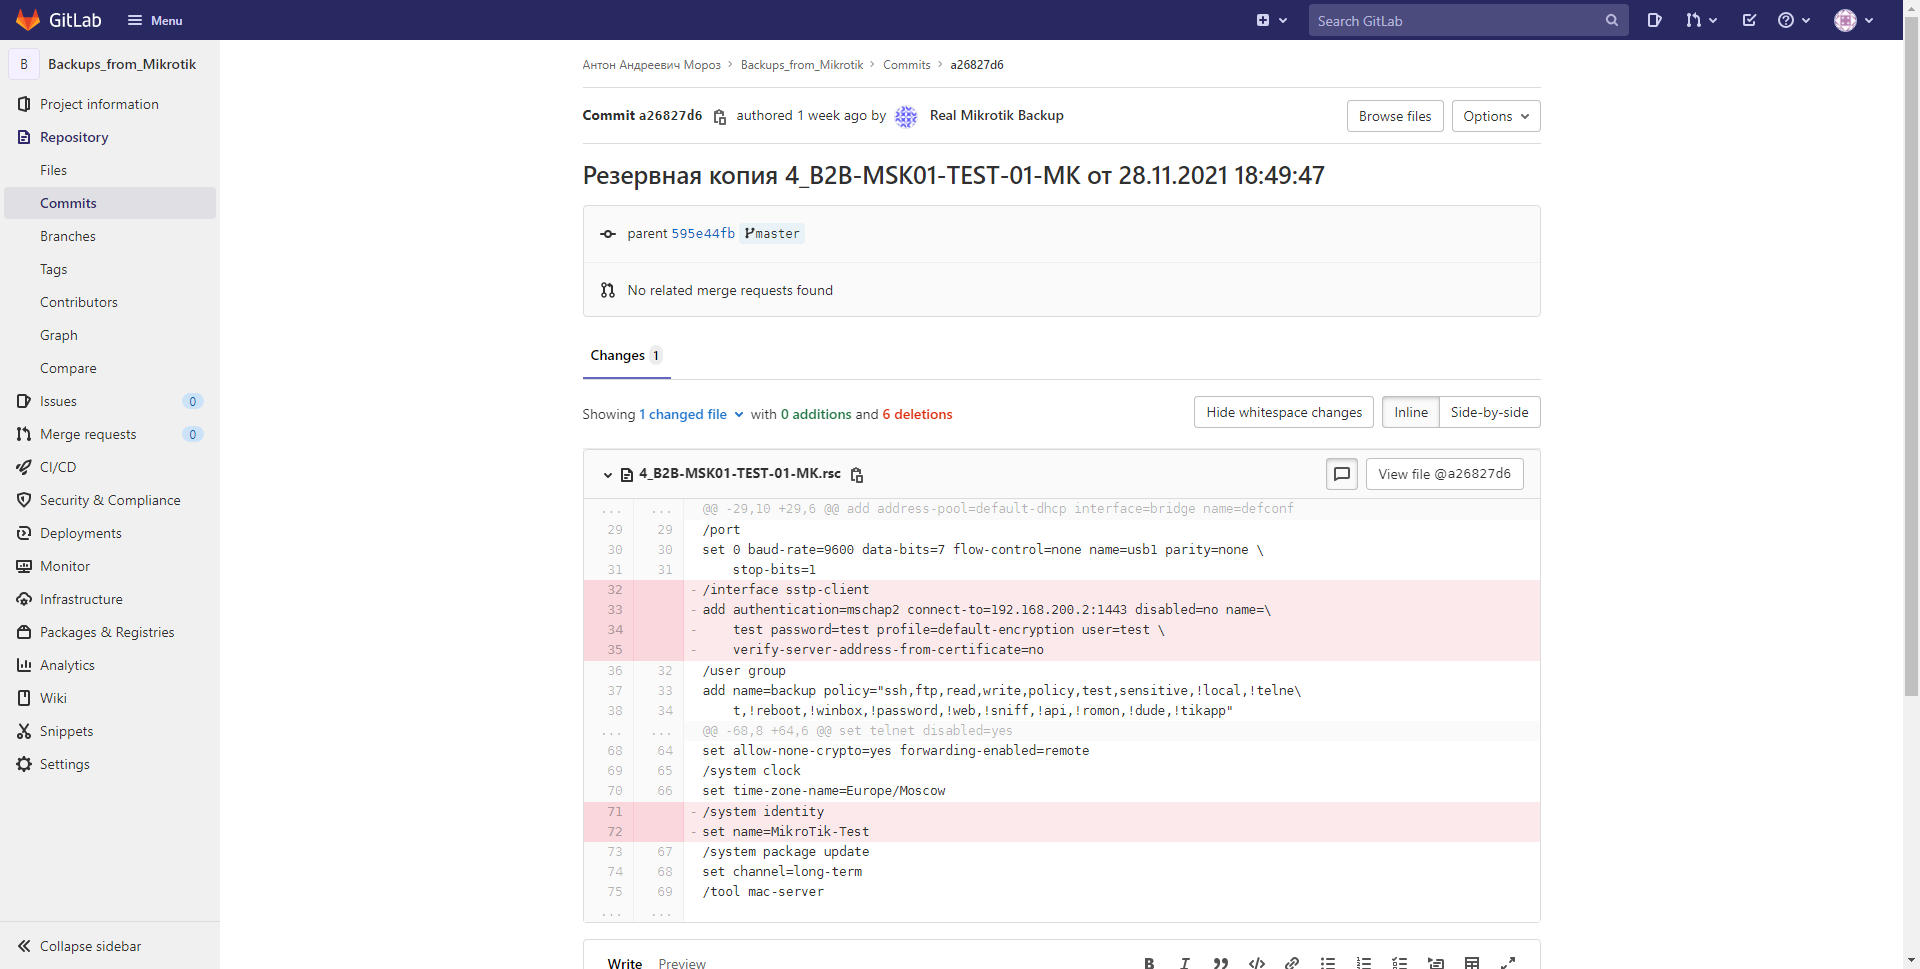 GitLab Menu Search GitLab
B Backups_from_Mikrotik
Project information
Repository
Files
Commits
Branches
Tags
Contributors
Graph
Compare
Issues 0
Merge requests 0
CI/CD
Security & Compliance
Deployments
Monitor
Infrastructure
Packages & Registries
Analytics
Wiki
Snippets
Settings
Collapse sidebar
Антон Андреевич Мороз › Backups_from_Mikrotik › Commits › a26827d6
Commit a26827d6 authored 1 week ago by Real Mikrotik Backup Browse files Options
Резервная копия 4_B2B-MSK01-TEST-01-MK от 28.11.2021 18:49:47
parent 595e44fb master
No related merge requests found
Changes 1
Showing 1 changed file with 0 additions and 6 deletions Hide whitespace changes Inline Side-by-side
4_B2B-MSK01-TEST-01-MK.rsc View file @a26827d6
... ... @@ -29,10 +29,6 @@ add address-pool=default-dhcp interface=bridge name=defconf
29 29 /port
30 30 set 0 baud-rate=9600 data-bits=7 flow-control=none name=usb1 parity=none \
31 31 stop-bits=1
32 - /interface sstp-client
33 - add authentication=mschap2 connect-to=192.168.200.2:1443 disabled=no name=\
34 - test password=test profile=default-encryption user=test \
35 - verify-server-address-from-certificate=no
36 32 /user group
37 33 add name=backup policy="ssh,ftp,read,write,policy,test,sensitive,!local,!telne\
38 34 t,!reboot,!winbox,!password,!web,!sniff,!api,!romon,!dude,!tikapp"
... ... @@ -68,8 +64,6 @@ set telnet disabled=yes
68 64 set allow-none-crypto=yes forwarding-enabled=remote
69 65 /system clock
70 66 set time-zone-name=Europe/Moscow
71 - /system identity
72 - set name=MikroTik-Test
73 67 /system package update
74 68 set channel=long-term
75 69 /tool mac-server
... ...
Write Preview